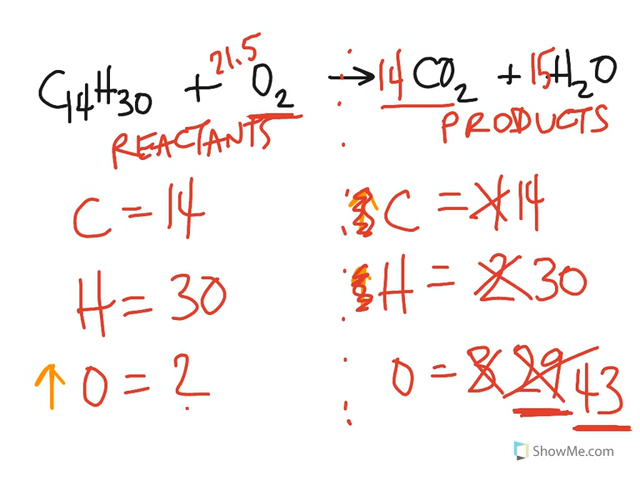 C₁₄H₃₀ + 21.5 O₂ → 14 CO₂ + 15 H₂O
REACTANTS PRODUCTS
C = 14 C = 1 14
H = 30 H = 2 30
↑ O = 2 O = 8 29 43
ShowMe.com